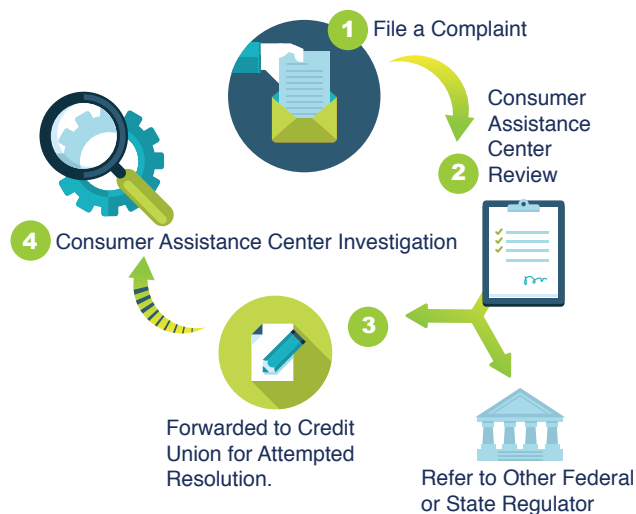 1 File a Complaint
Consumer
Assistance
Center
2 Review
4 Consumer Assistance Center Investigation
3
Forwarded to Credit
Union for Attempted
Resolution.
Refer to Other Federal
or State Regulator